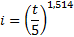 i = (t/5)^1,514